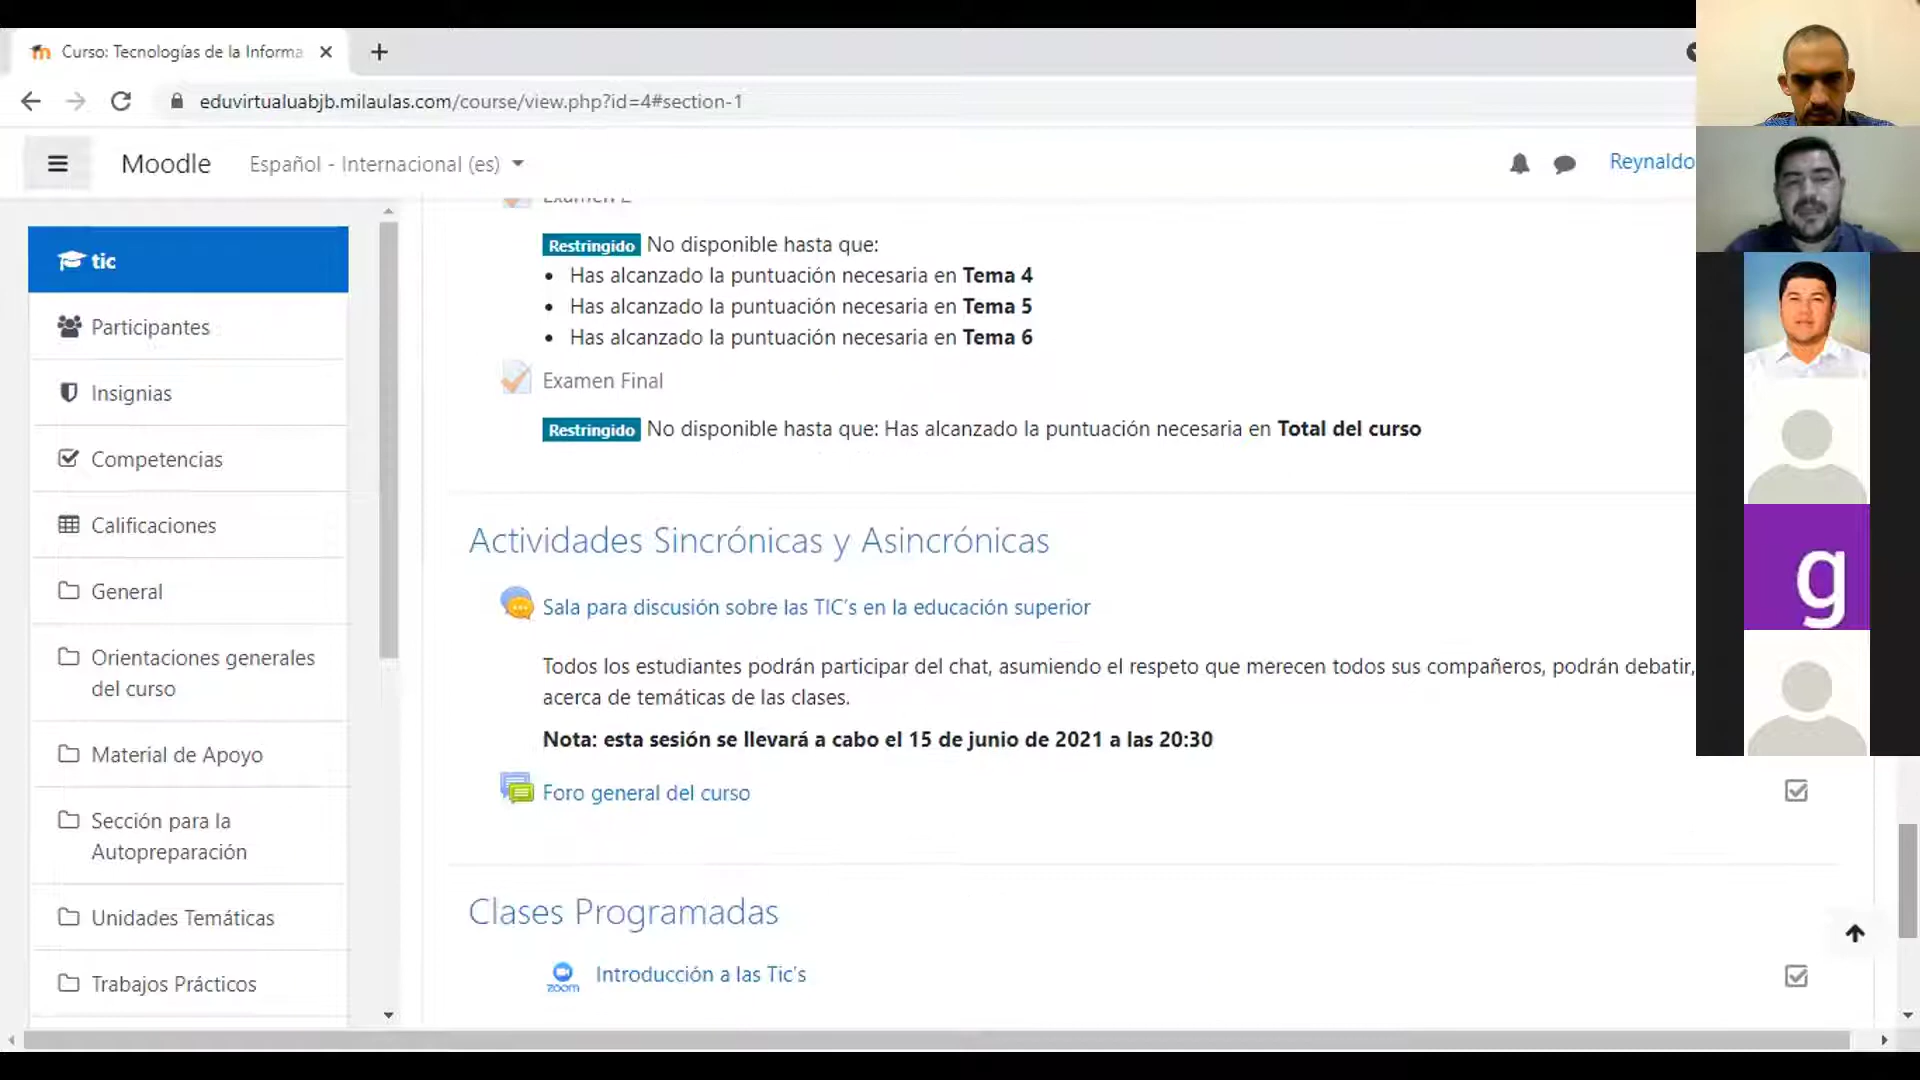 Curso: Tecnologías de la Informa
eduvirtualuabjb.milaulas.com/course/view.php?id=4#section-1
Moodle
Español - Internacional (es)
Reynaldo
tic
Participantes
Insignias
Competencias
Calificaciones
General
Orientaciones generales
del curso
Material de Apoyo
Sección para la
Autopreparación
Unidades Temáticas
Trabajos Prácticos
Examen 2
Restringido No disponible hasta que:
• Has alcanzado la puntuación necesaria en Tema 4
• Has alcanzado la puntuación necesaria en Tema 5
• Has alcanzado la puntuación necesaria en Tema 6
Examen Final
Restringido No disponible hasta que: Has alcanzado la puntuación necesaria en Total del curso
Actividades Sincrónicas y Asincrónicas
Sala para discusión sobre las TIC's en la educación superior
Todos los estudiantes podrán participar del chat, asumiendo el respeto que merecen todos sus compañeros, podrán debatir,
acerca de temáticas de las clases.
Nota: esta sesión se llevará a cabo el 15 de junio de 2021 a las 20:30
Foro general del curso
Clases Programadas
zoom
Introducción a las Tic's
g